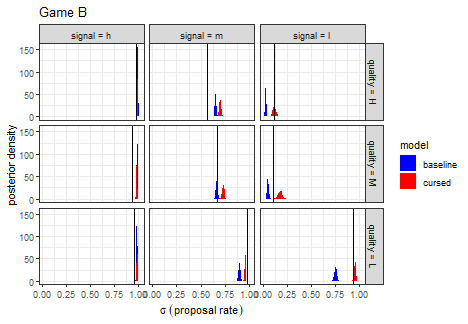 Game B
signal = h
signal = m
signal = l
posterior density
150
100
50
0
quality = H
150
100
50
0
quality = M
150
100
50
0
quality = L
0.00 0.25 0.50 0.75 1.00
0.00 0.25 0.50 0.75 1.00
0.00 0.25 0.50 0.75 1.00
σ (proposal rate)
model
baseline
cursed